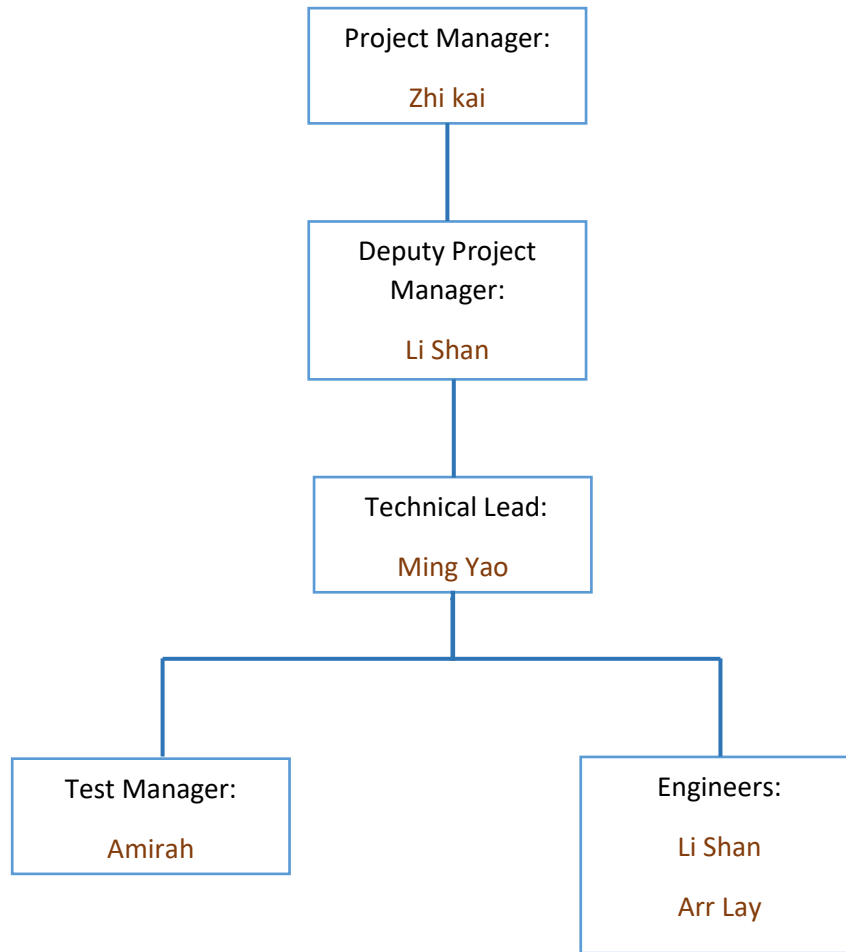 Project Manager:
Zhi kai
Deputy Project
Manager:
Li Shan
Technical Lead:
Ming Yao
Test Manager:
Amirah
Engineers:
Li Shan
Arr Lay